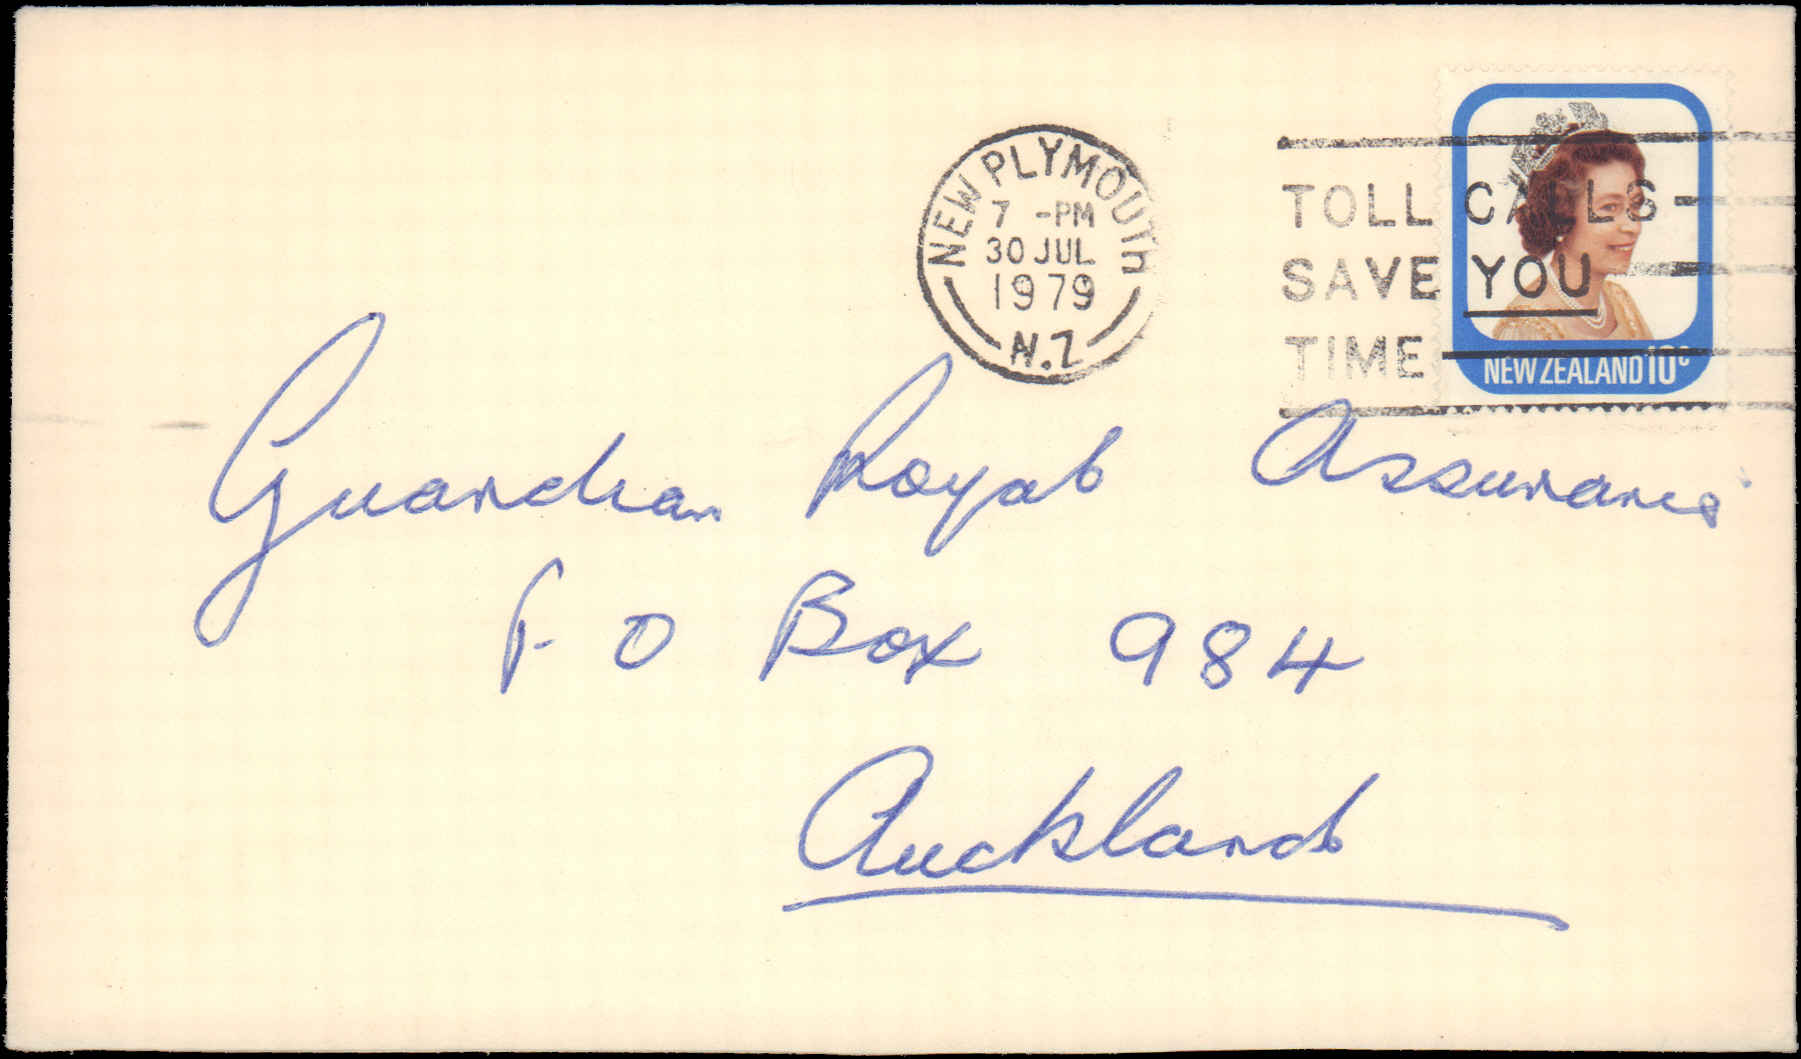 NEW PLYMOUTH
7 -PM
30 JUL
1979
N.Z
TOLL CALLS
SAVE YOU
TIME
NEW ZEALAND 10c
Guardian Royal Assurance
P. O Box 984
Auckland